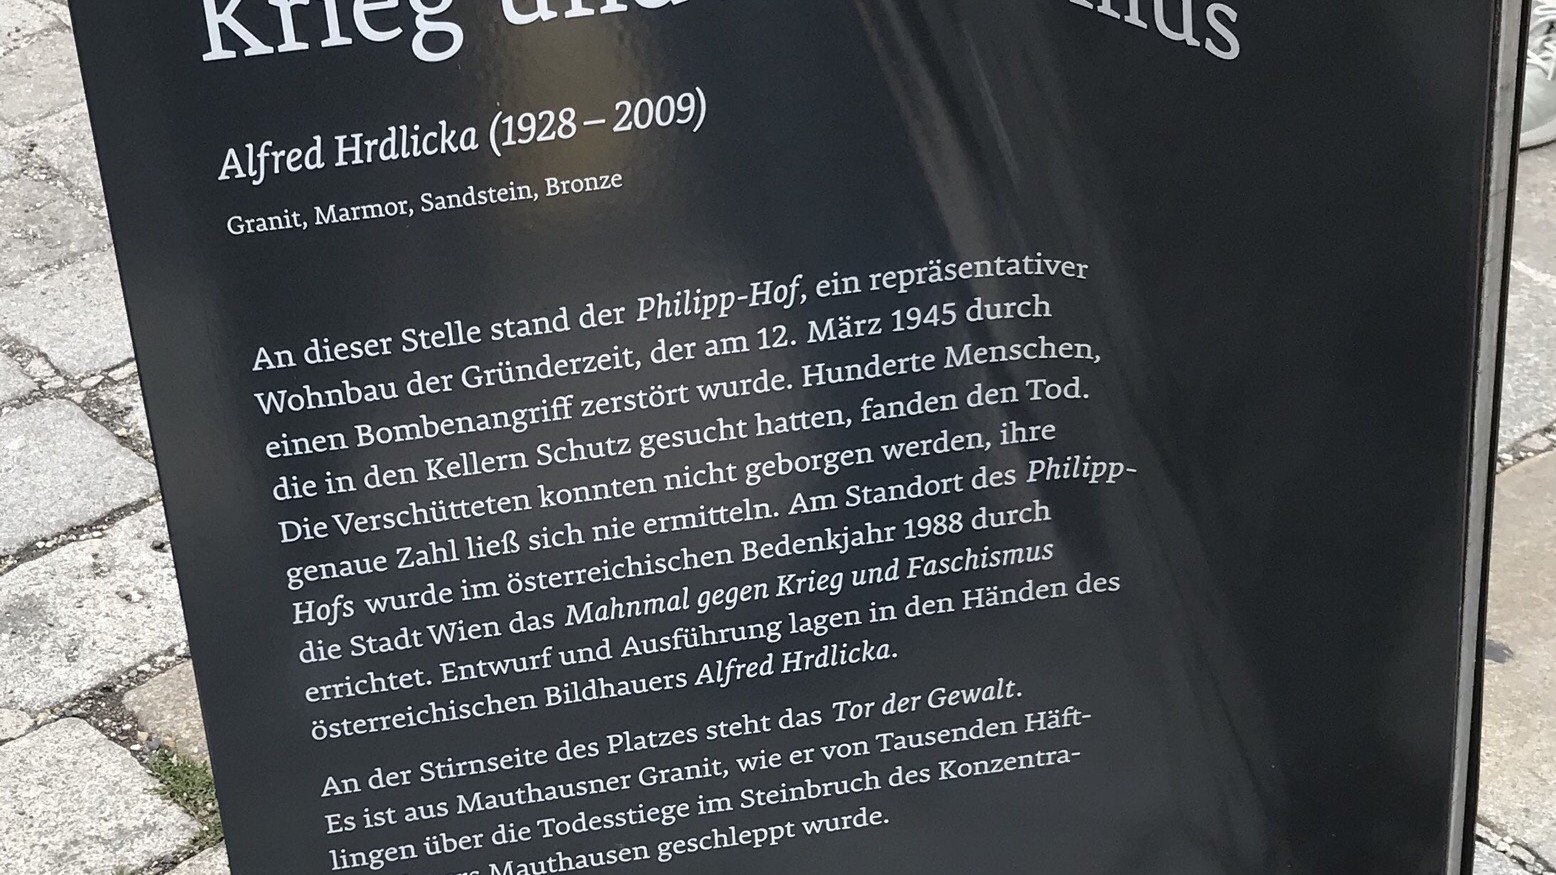 Krieg und
Alfred Hrdlicka (1928 – 2009)
Granit, Marmor, Sandstein, Bronze
An dieser Stelle stand der Philipp-Hof, ein repräsentativer
Wohnbau der Gründerzeit, der am 12. März 1945 durch
einen Bombenangriff zerstört wurde. Hunderte Menschen,
die in den Kellern Schutz gesucht hatten, fanden den Tod.
Die Verschütteten konnten nicht geborgen werden, ihre
genaue Zahl ließ sich nie ermitteln. Am Standort des Philipp-
Hofs wurde im österreichischen Bedenkjahr 1988 durch
die Stadt Wien das Mahnmal gegen Krieg und Faschismus
errichtet. Entwurf und Ausführung lagen in den Händen des
österreichischen Bildhauers Alfred Hrdlicka.
An der Stirnseite des Platzes steht das Tor der Gewalt.
Es ist aus Mauthausner Granit, wie er von Tausenden Häft-
lingen über die Todesstiege im Steinbruch des Konzentra-
Mauthausen geschleppt wurde.